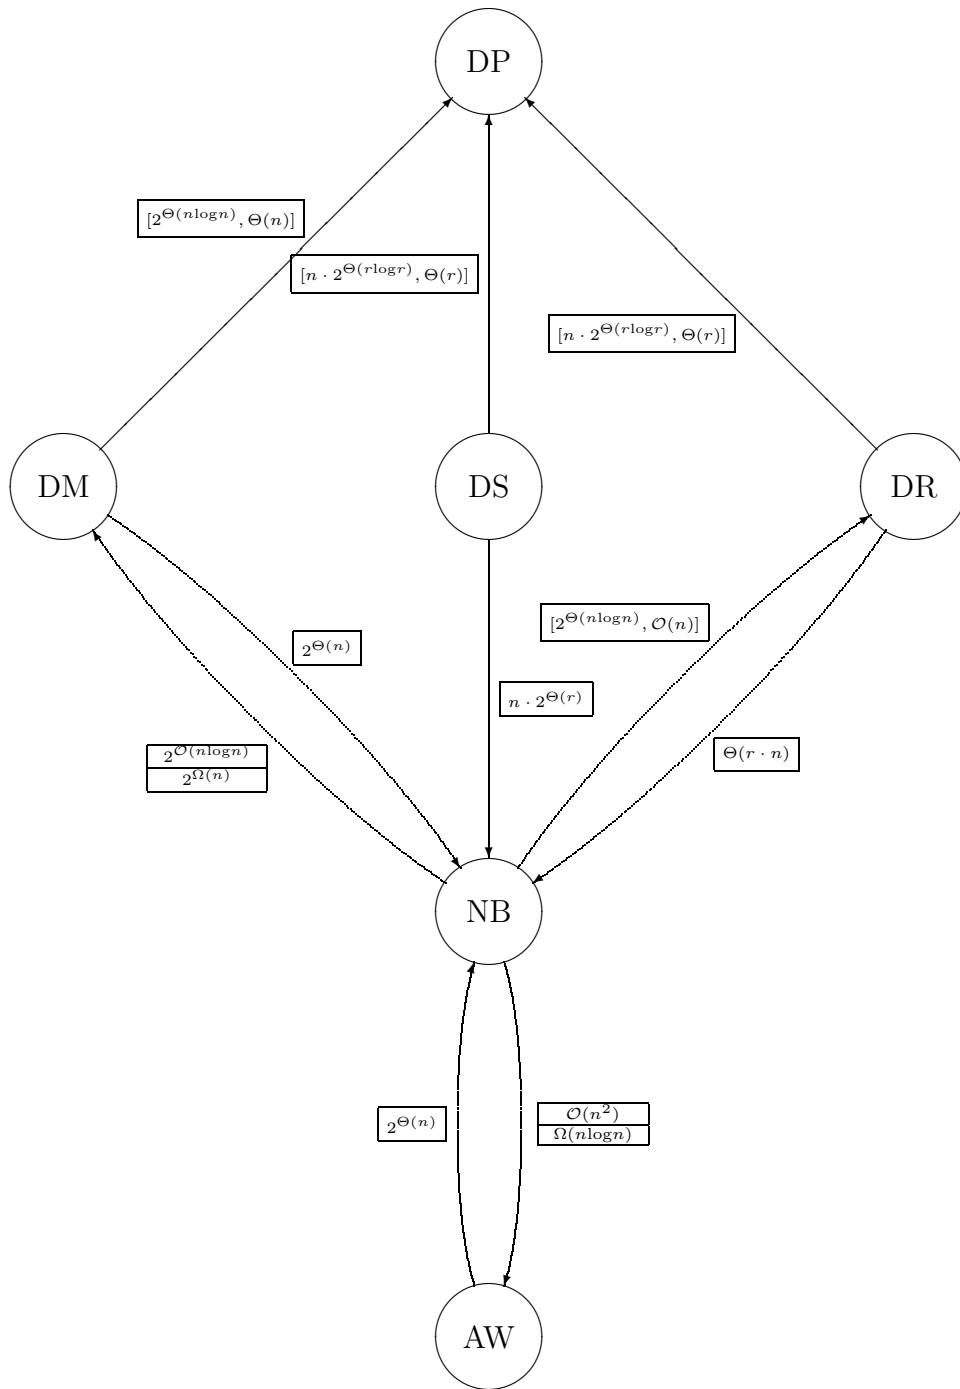 DP
[2^{Θ(nlogn)}, Θ(n)]
[n · 2^{Θ(rlogr)}, Θ(r)]
[n · 2^{Θ(rlogr)}, Θ(r)]
DM
DS
DR
[2^{Θ(nlogn)}, 𝒪(n)]
2^{Θ(n)}
n · 2^{Θ(r)}
2^{𝒪(nlogn)}
2^{Ω(n)}
Θ(r · n)
NB
2^{Θ(n)}
𝒪(n^2)
Ω(nlogn)
AW